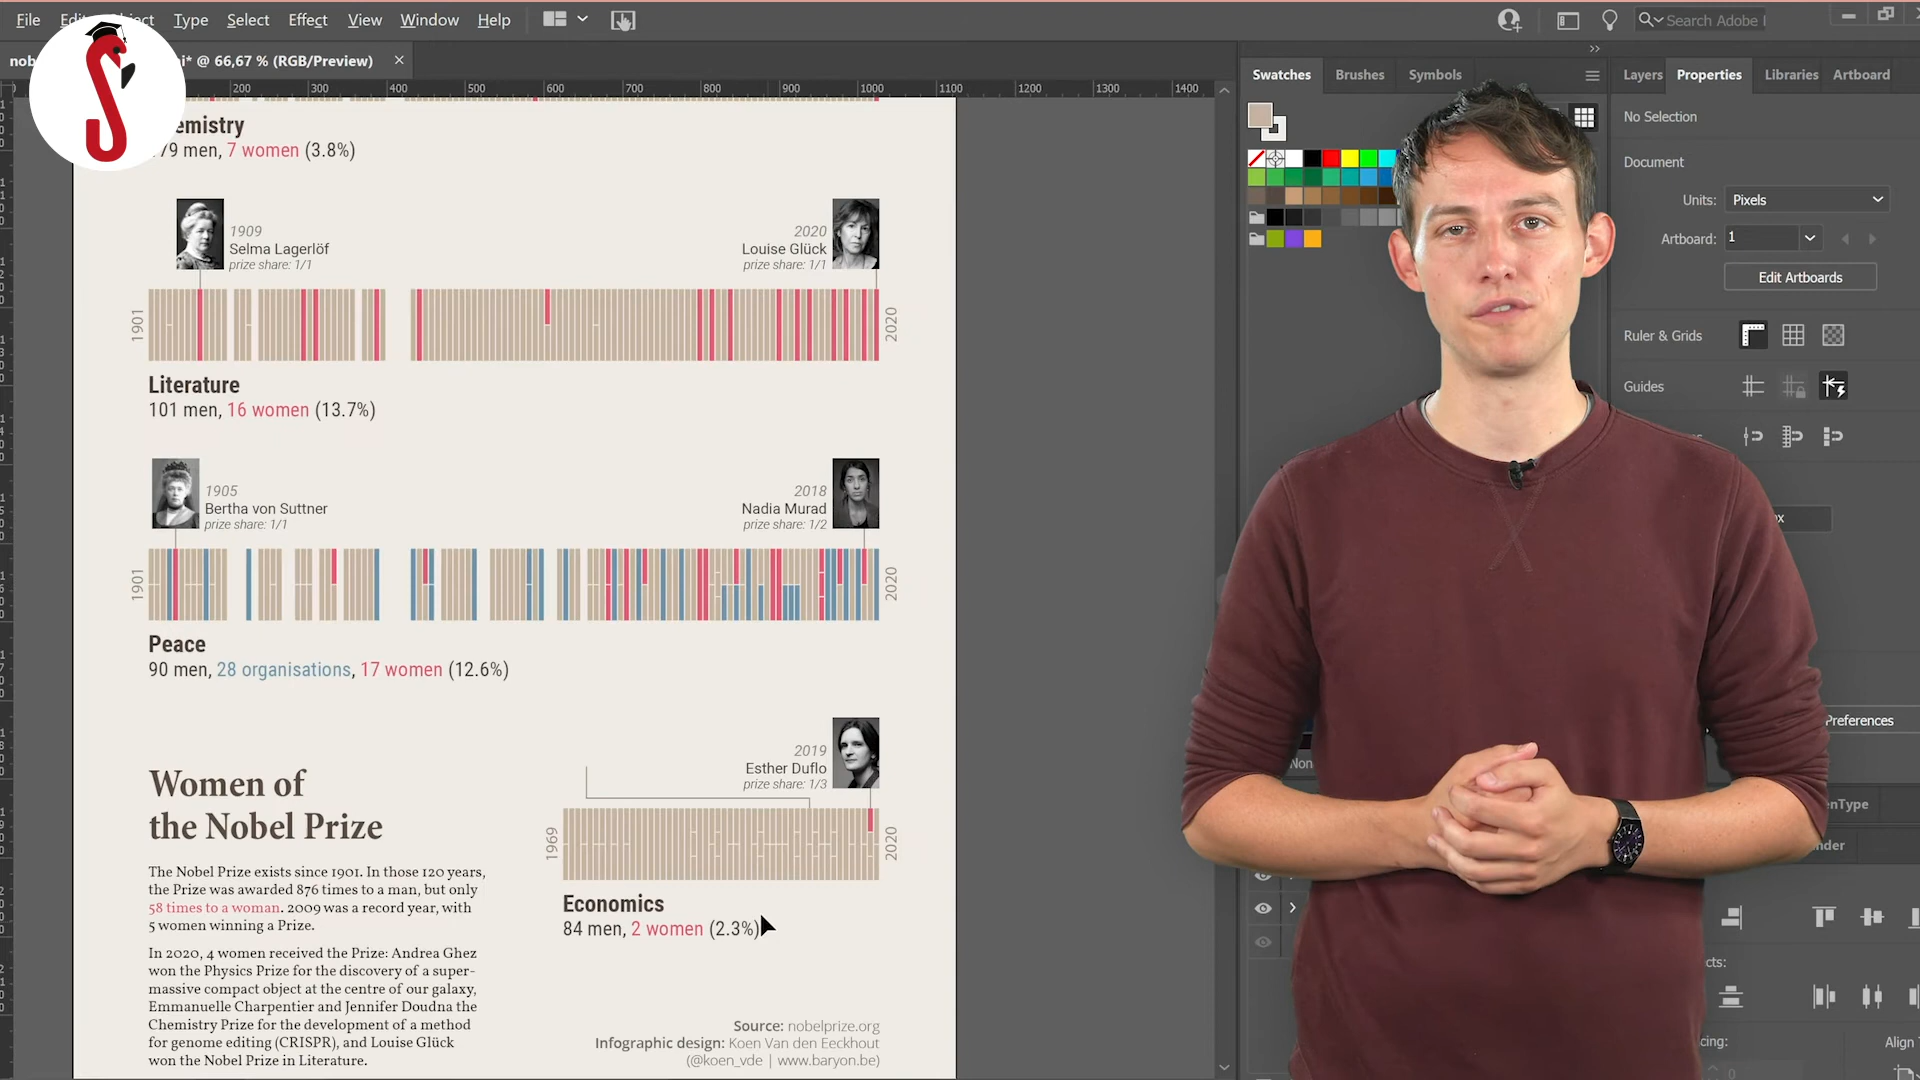 File Type Select Effect View Window Help
Search Adobe
@ 66,67 % (RGB/Preview) ×
200 300 400 500 600 700 800 900 1000 1100 1200 1300 1400
Swatches Brushes Symbols
Layers Properties Libraries Artboard
No Selection
Document
Units: Pixels
Artboard: 1
Edit Artboards
Ruler & Grids
Guides
Preferences
Align
79 men, 7 women (3.8%)
1909
Selma Lagerlöf
prize share: 1/1
2020
Louise Glück
prize share: 1/1
1901
2020
Literature
101 men, 16 women (13.7%)
1905
Bertha von Suttner
prize share: 1/1
2018
Nadia Murad
prize share: 1/2
1901
2020
Peace
90 men, 28 organisations, 17 women (12.6%)
2019
Esther Duflo
prize share: 1/3
1969
2020
Economics
84 men, 2 women (2.3%)
Women of
the Nobel Prize
The Nobel Prize exists since 1901. In those 120 years,
the Prize was awarded 876 times to a man, but only
58 times to a woman. 2009 was a record year, with
5 women winning a Prize.
In 2020, 4 women received the Prize: Andrea Ghez
won the Physics Prize for the discovery of a super-
massive compact object at the centre of our galaxy,
Emmanuelle Charpentier and Jennifer Doudna the
Chemistry Prize for the development of a method
for genome editing (CRISPR), and Louise Glück
won the Nobel Prize in Literature.
Source: nobelprize.org
Infographic design: Koen Van den Eeckhout
(@koen_vde | www.baryon.be)